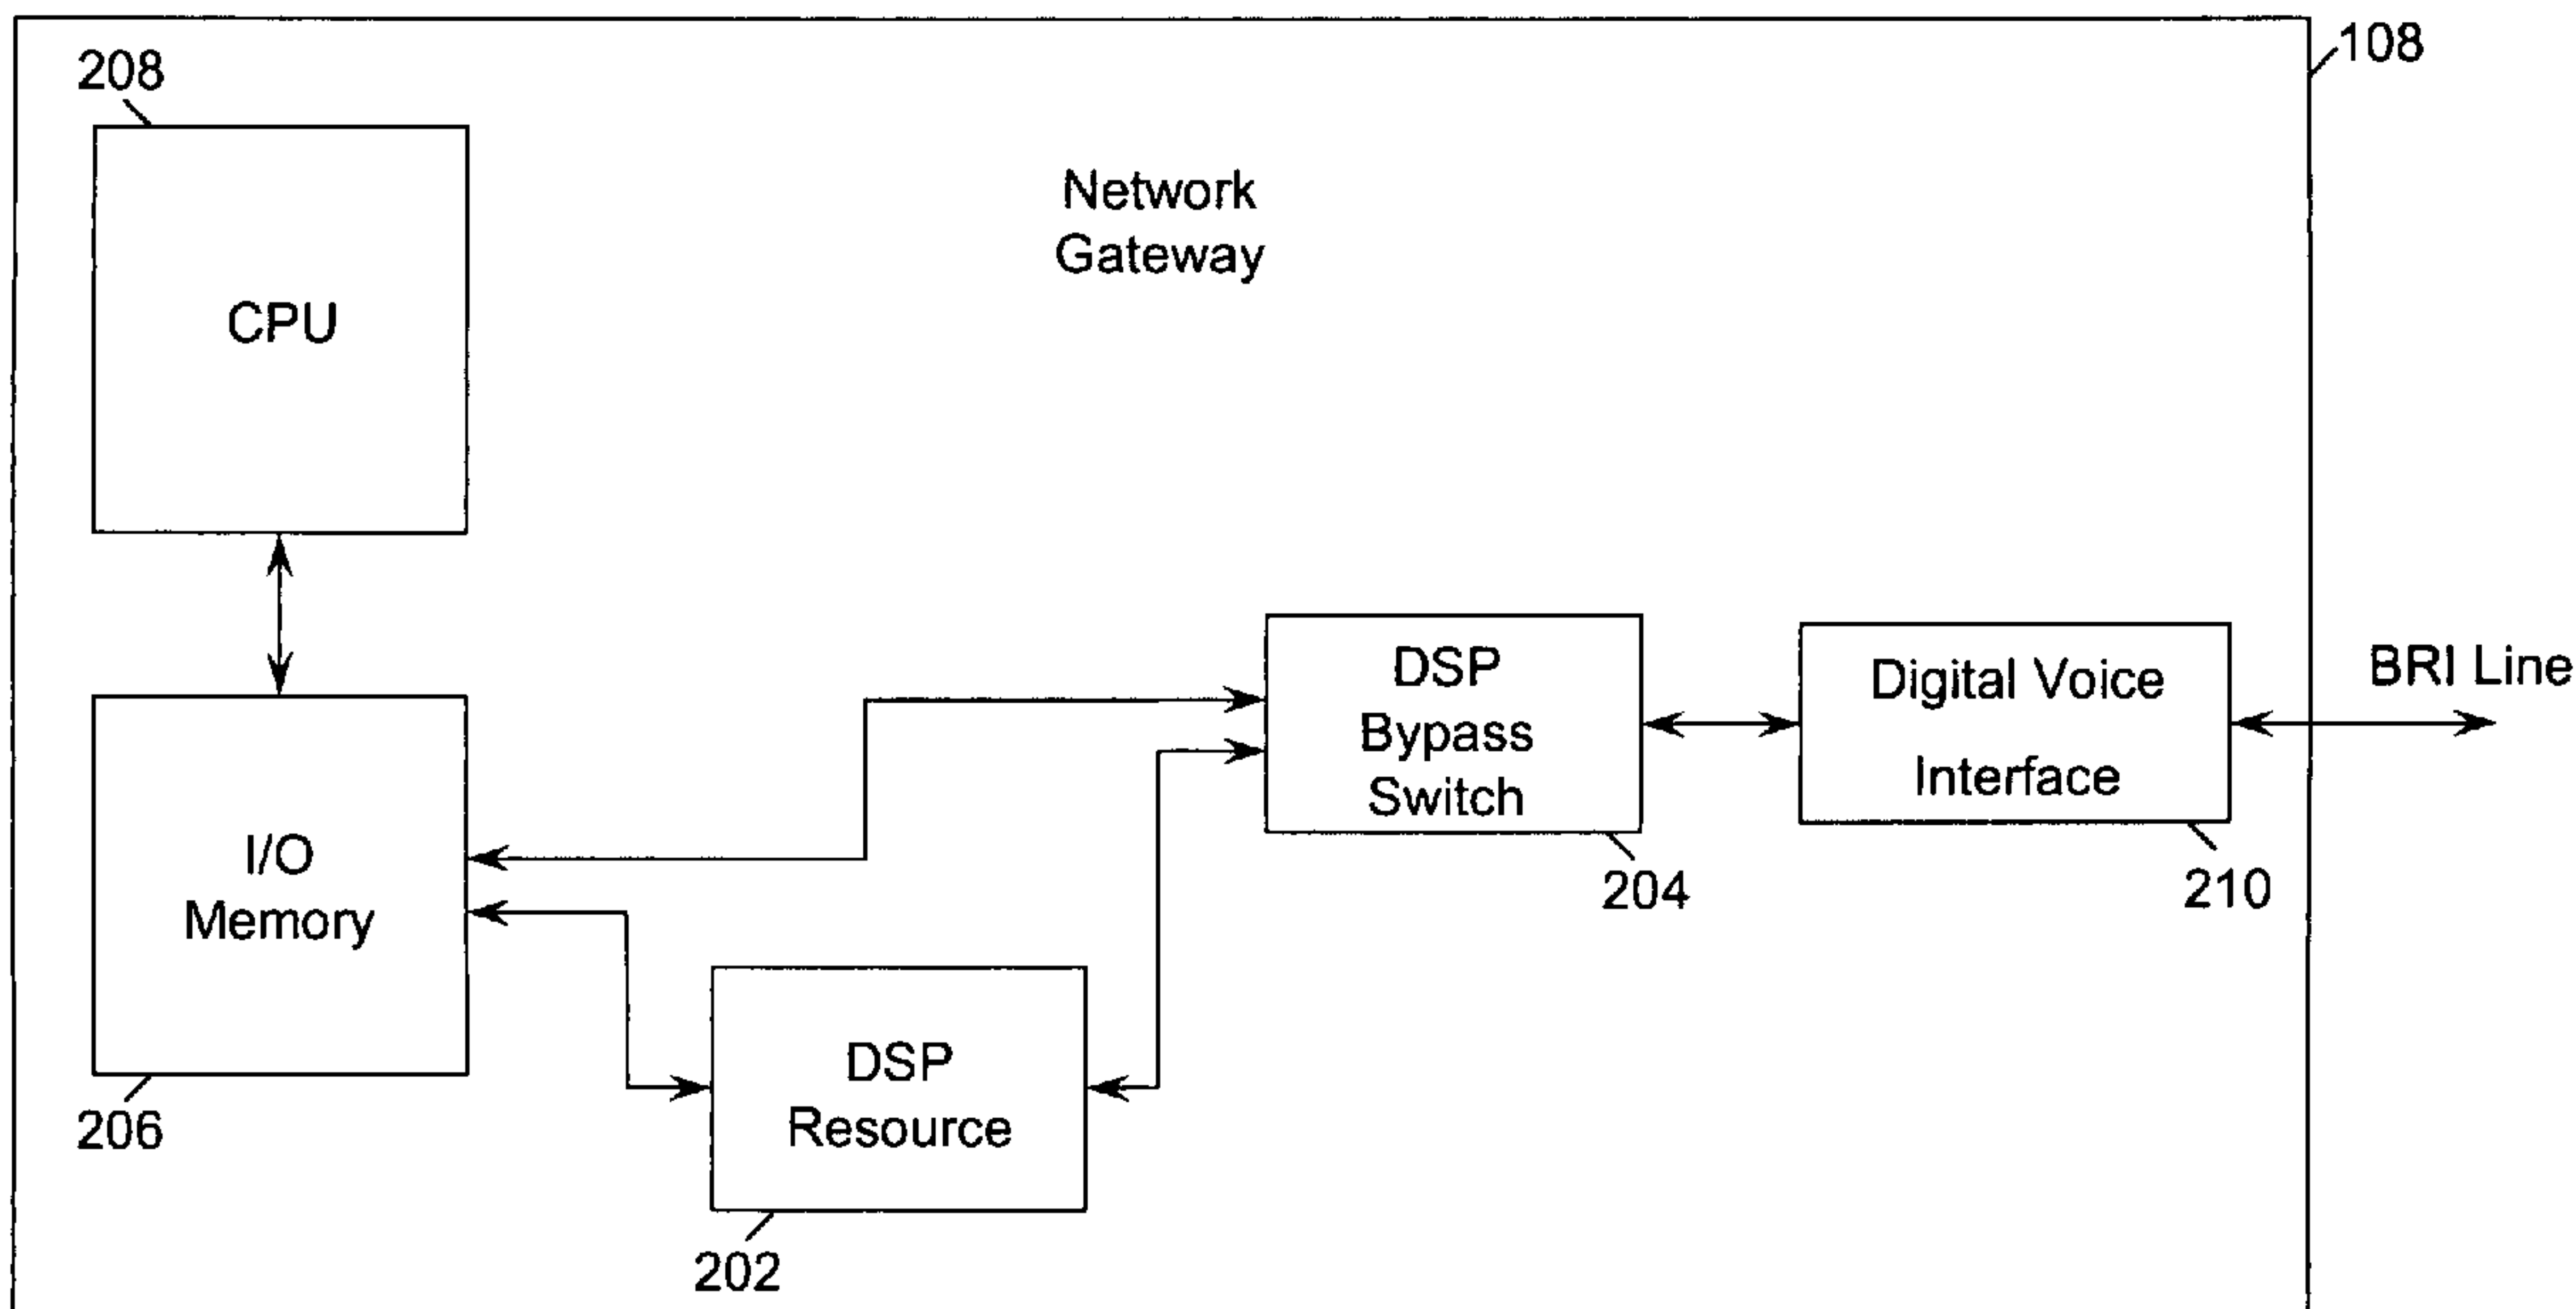 108
208
Network
Gateway
CPU
DSP
Bypass
Switch
Digital Voice
Interface
BRI Line
I/O
Memory
204
210
DSP
Resource
206
202